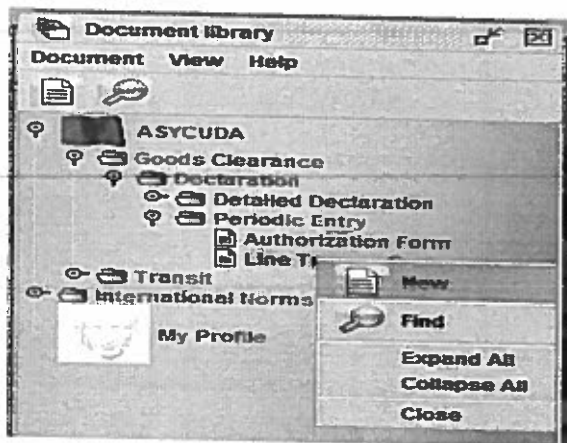 Document library
Document View Help
ASYCUDA
Goods Clearance
Declaration
Detailed Declaration
Periodic Entry
Authorization Form
Line T
Transit
International Norms
My Profile
New
Find
Expand All
Collapse All
Close